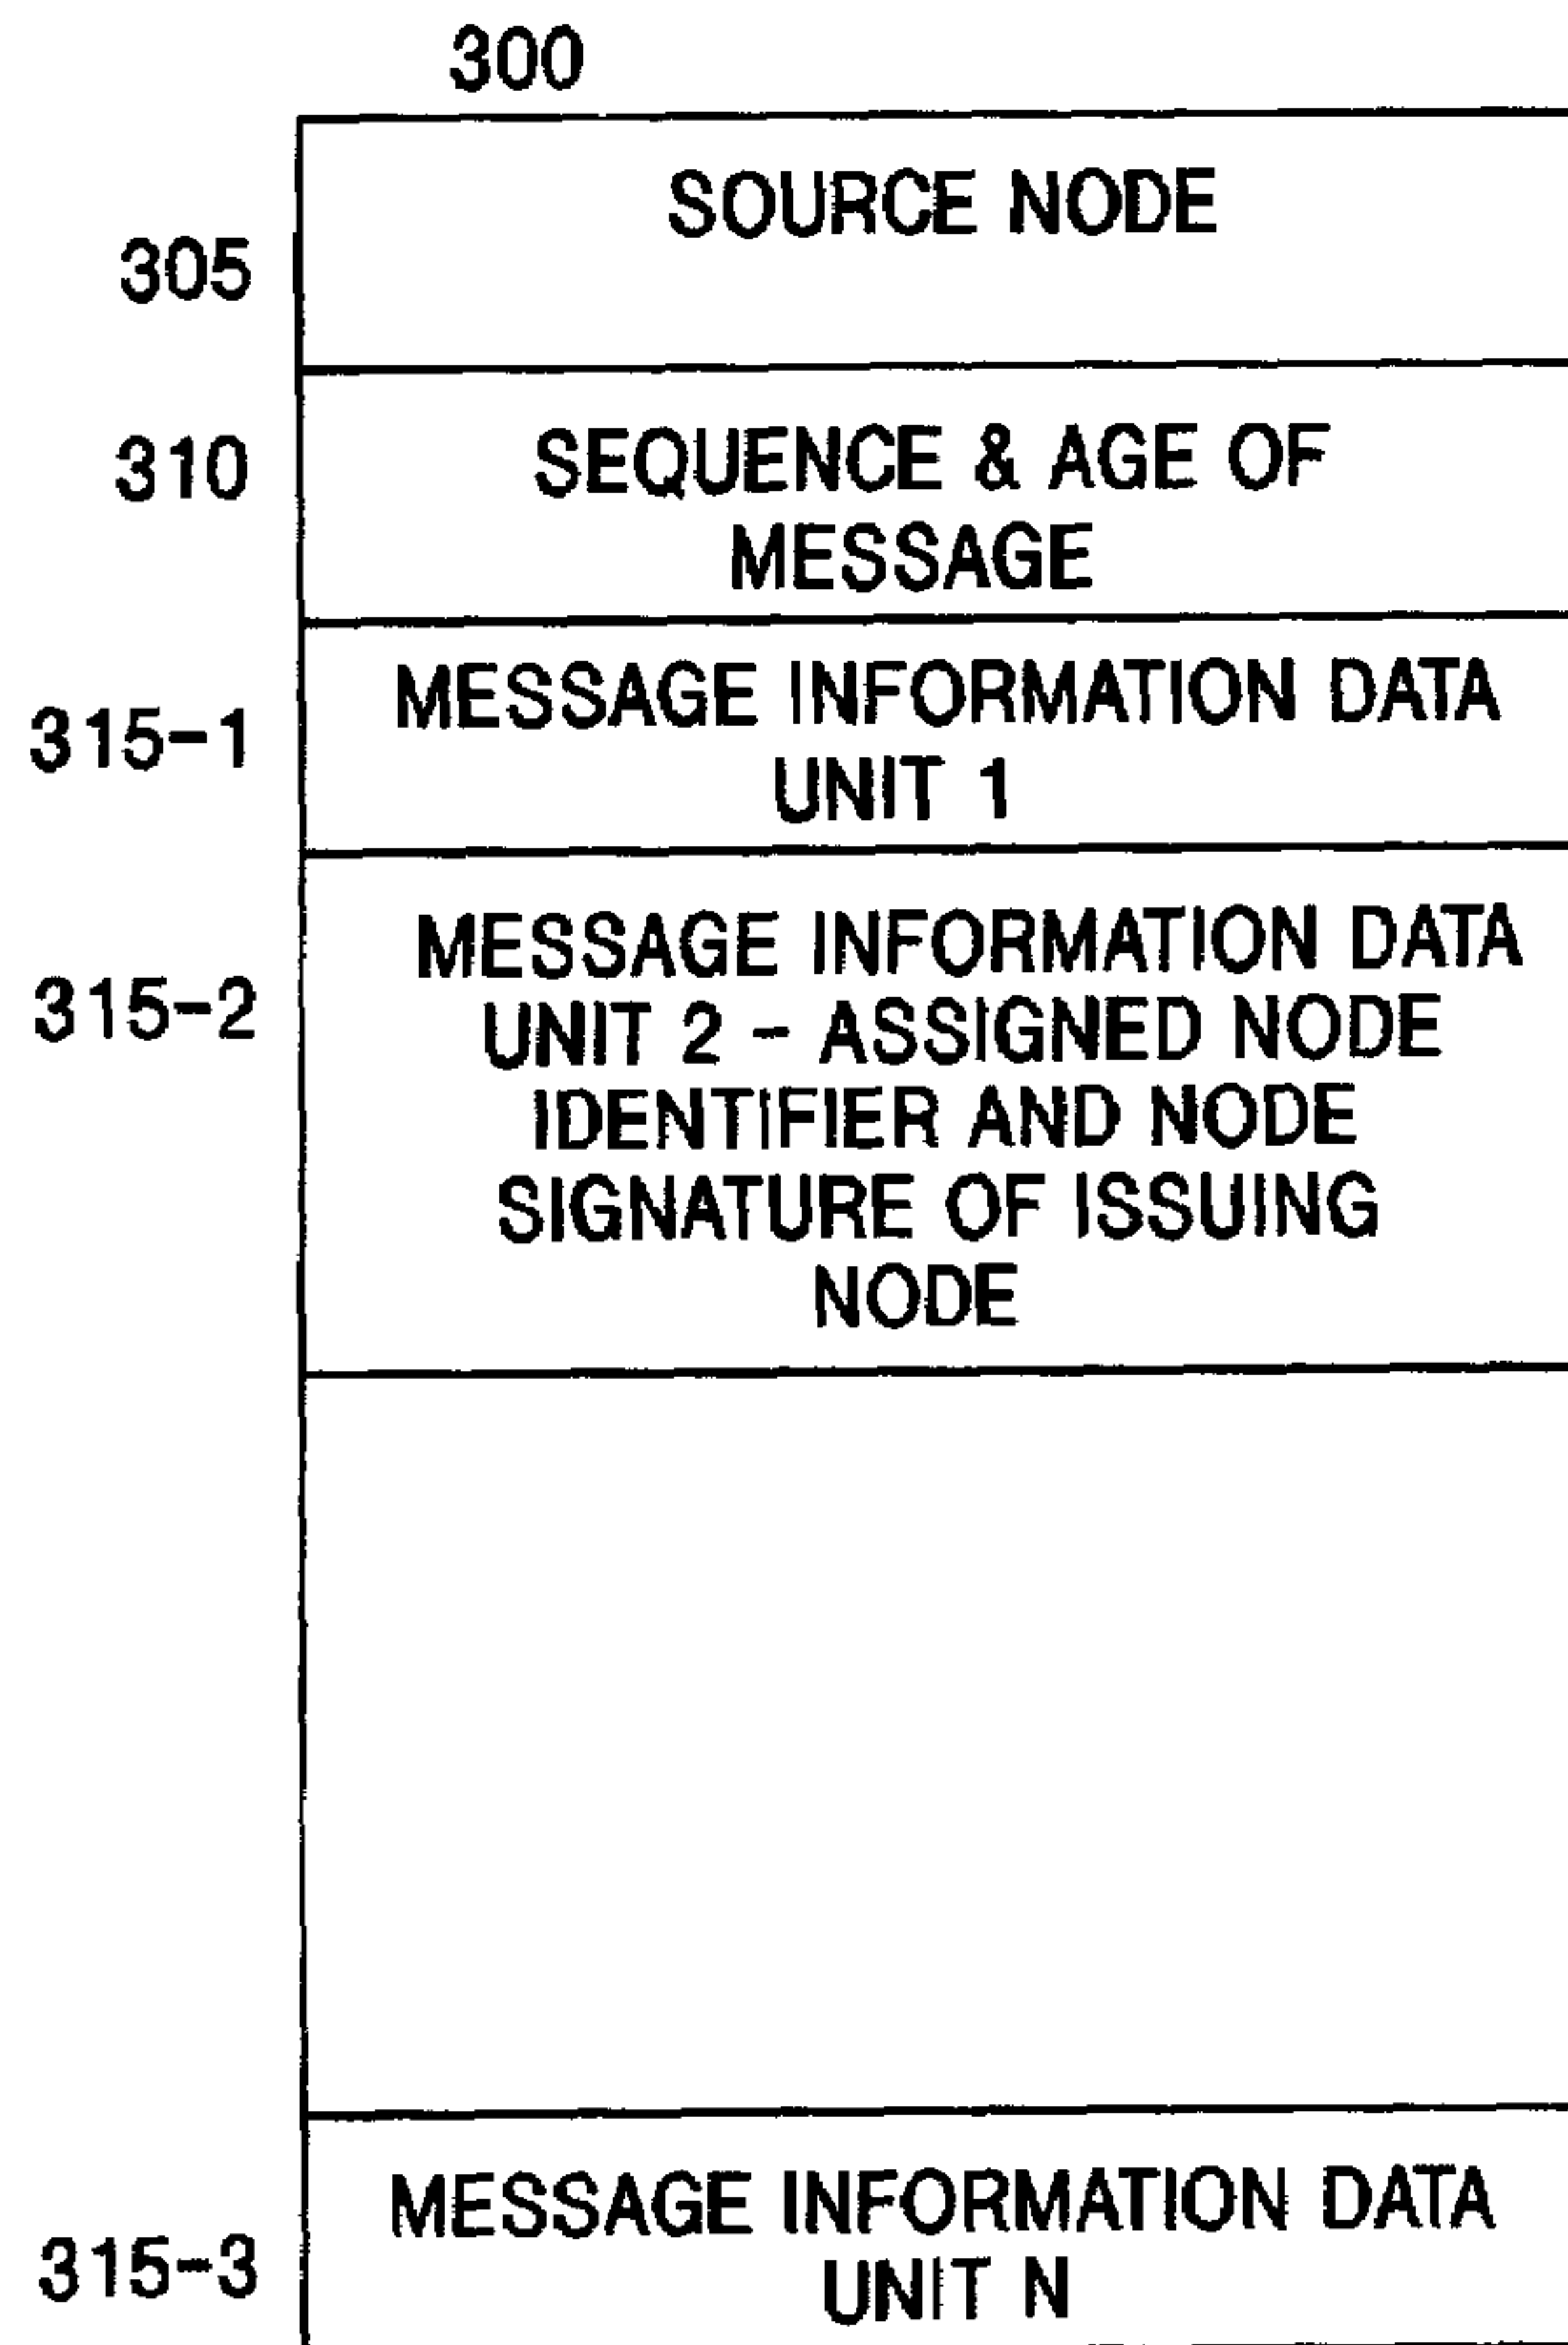 300
305
SOURCE NODE
310
SEQUENCE & AGE OF
MESSAGE
315-1
MESSAGE INFORMATION DATA
UNIT 1
315-2
MESSAGE INFORMATION DATA
UNIT 2 - ASSIGNED NODE
IDENTIFIER AND NODE
SIGNATURE OF ISSUING
NODE
315-3
MESSAGE INFORMATION DATA
UNIT N